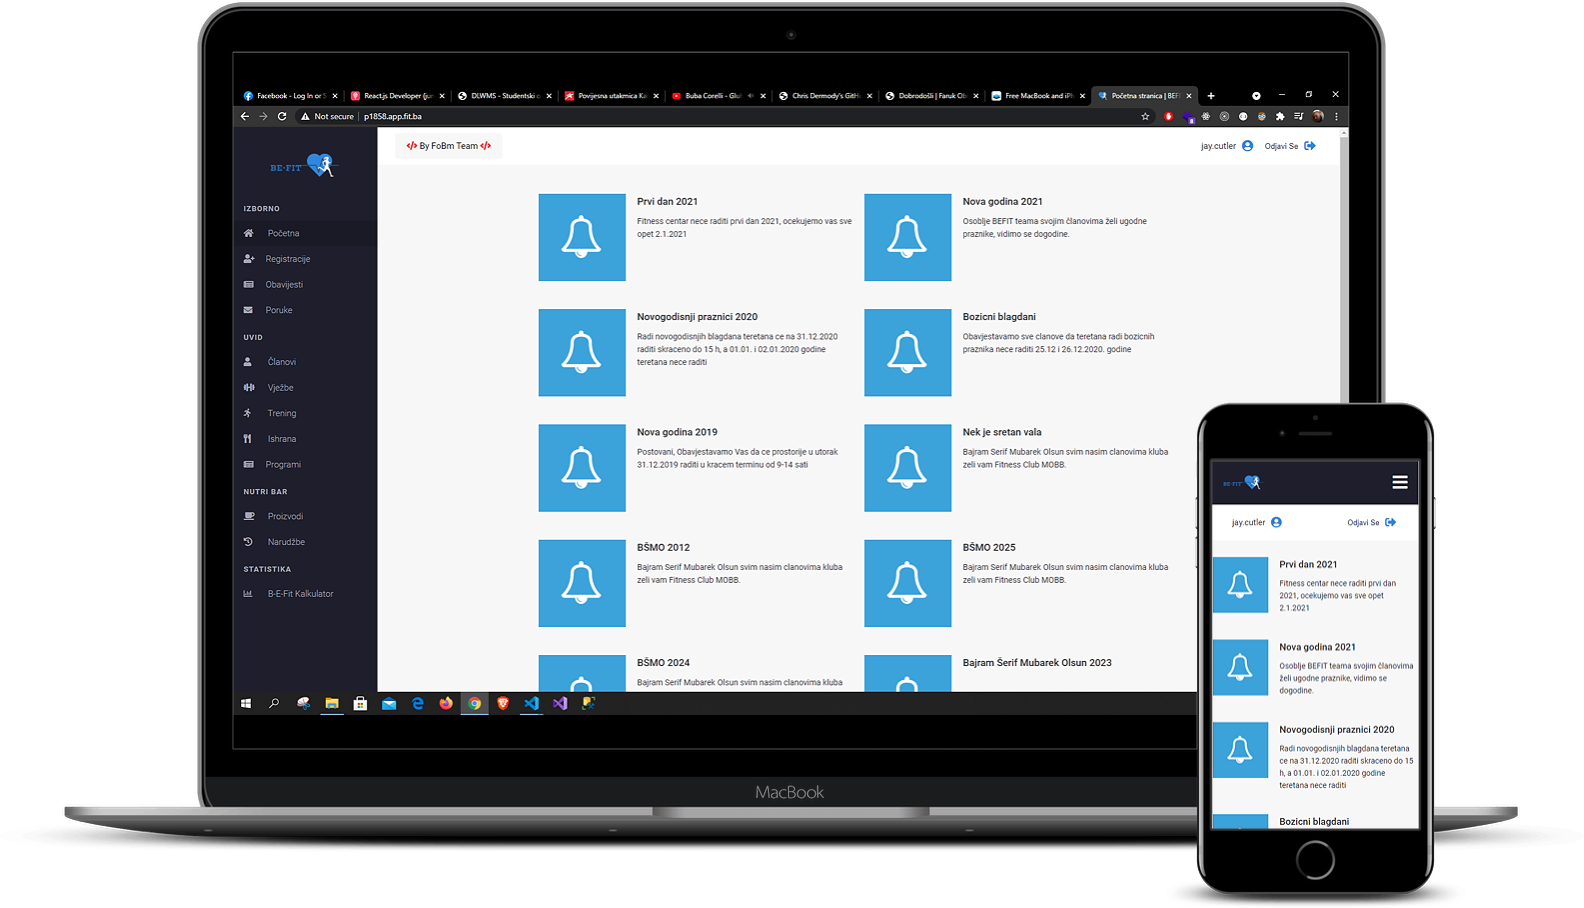 Facebook - Log In or S
React.js Developer (jun
DLWMS - Studentski o
Povijesna utakmica Ka
Buba Corelli - Glu
Chris Dermody's GitH
Dobrodošli | Faruk Ob
Free MacBook and iPh
Početna stranica | BEF
Not secure
p1858.app.fit.ba
BE-FIT
</> By FoBm Team </>
jay.cutler
Odjavi Se
IZBORNO
Početna
Registracije
Obavijesti
Poruke
UVID
Članovi
Vježbe
Trening
Ishrana
Programi
NUTRI BAR
Proizvodi
Narudžbe
STATISTIKA
B-E-Fit Kalkulator
Prvi dan 2021
Fitness centar nece raditi prvi dan 2021, ocekujemo vas sve
opet 2.1.2021
Nova godina 2021
Osoblje BEFIT teama svojim članovima želi ugodne
praznike, vidimo se dogodine.
Novogodisnji praznici 2020
Radi novogodisnjih blagdana teretana ce na 31.12.2020
raditi skraceno do 15 h, a 01.01. i 02.01.2020 godine
teretana nece raditi
Bozicni blagdani
Obavjestavamo sve clanove da teretana radi bozicnih
praznika nece raditi 25.12 i 26.12.2020. godine
Nova godina 2019
Postovani, Obavjestavamo Vas da ce prostorije u utorak
31.12.2019 raditi u kracem terminu od 9-14 sati
Nek je sretan vala
Bajram Serif Mubarek Olsun svim nasim clanovima kluba
zeli vam Fitness Club MOBB.
BŠMO 2012
Bajram Serif Mubarek Olsun svim nasim clanovima kluba
zeli vam Fitness Club MOBB.
BŠMO 2025
Bajram Serif Mubarek Olsun svim nasim clanovima kluba
zeli vam Fitness Club MOBB.
BŠMO 2024
Bajram Serif Mubarek Olsun svim nasim clanovima kluba
Bajram Šerif Mubarek Olsun 2023
MacBook
BE-FIT
jay.cutler
Odjavi Se
Prvi dan 2021
Fitness centar nece raditi prvi dan
2021, ocekujemo vas sve opet
2.1.2021
Nova godina 2021
Osoblje BEFIT teama svojim članovima
želi ugodne praznike, vidimo se
dogodine.
Novogodisnji praznici 2020
Radi novogodisnjih blagdana teretana
ce na 31.12.2020 raditi skraceno do 15
h, a 01.01. i 02.01.2020 godine
teretana nece raditi
Bozicni blagdani